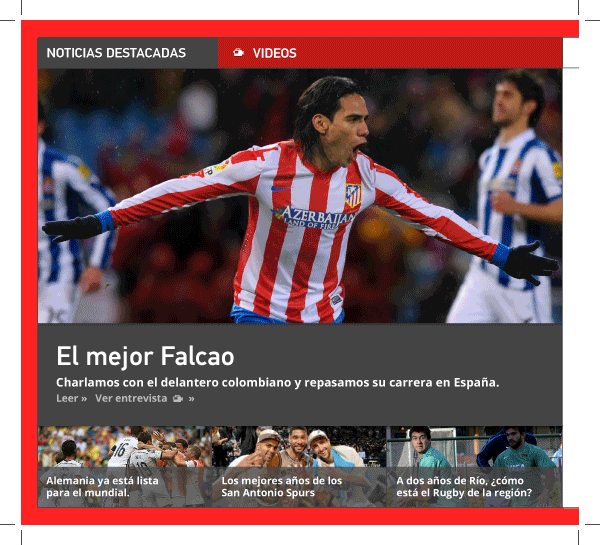 NOTICIAS DESTACADAS
VIDEOS
AZERBAIJAN
LAND OF FIRE
El mejor Falcao
Charlamos con el delantero colombiano y repasamos su carrera en España.
Leer » Ver entrevista »
16
Alemania ya está lista
para el mundial.
Los mejores años de los
San Antonio Spurs
A dos años de Río, ¿cómo
está el Rugby de la región?